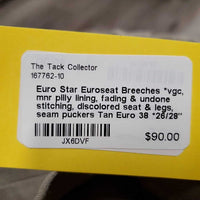 The Tack Collector
167762-10
Euro Star Euroseat Breeches *vgc,
mnr pilly lining, fading & undone
stitching, discolored seat & legs,
seam puckers Tan Euro 38 *26/28"
JX6DVF
$90.00